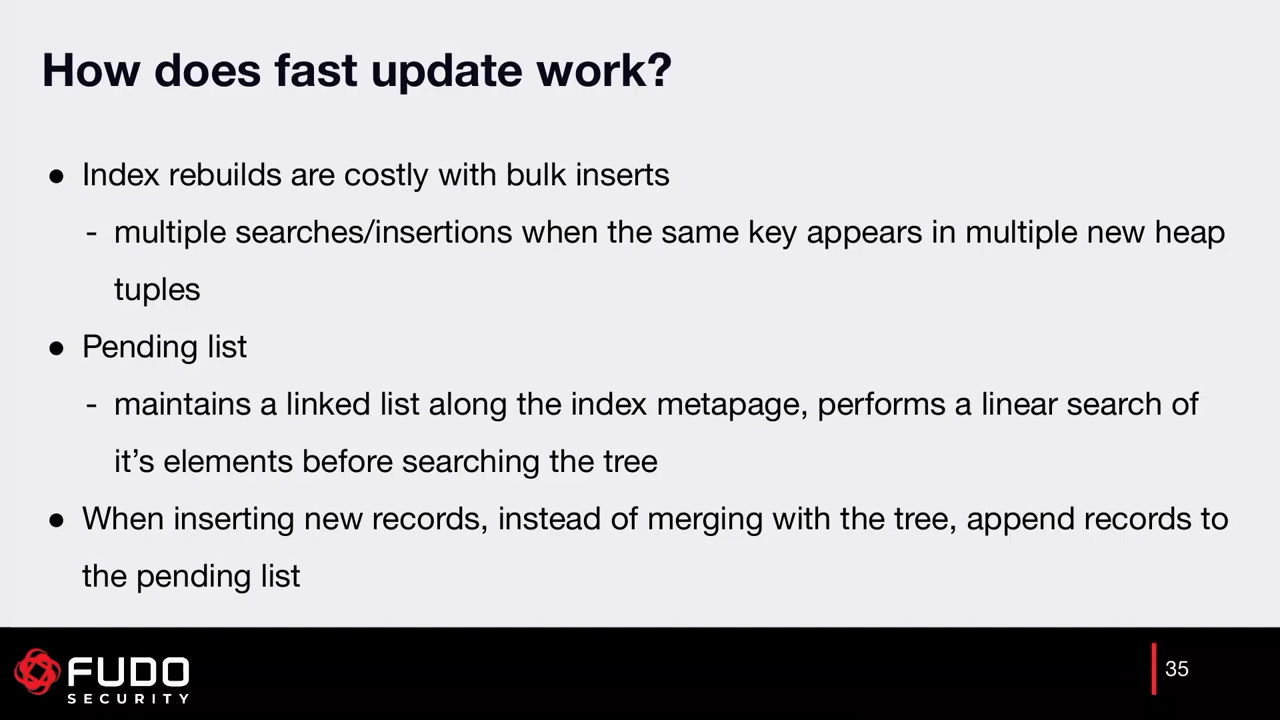 How does fast update work?
● Index rebuilds are costly with bulk inserts
- multiple searches/insertions when the same key appears in multiple new heap
tuples
● Pending list
- maintains a linked list along the index metapage, performs a linear search of
it’s elements before searching the tree
● When inserting new records, instead of merging with the tree, append records to
the pending list
FUDO
SECURITY
35